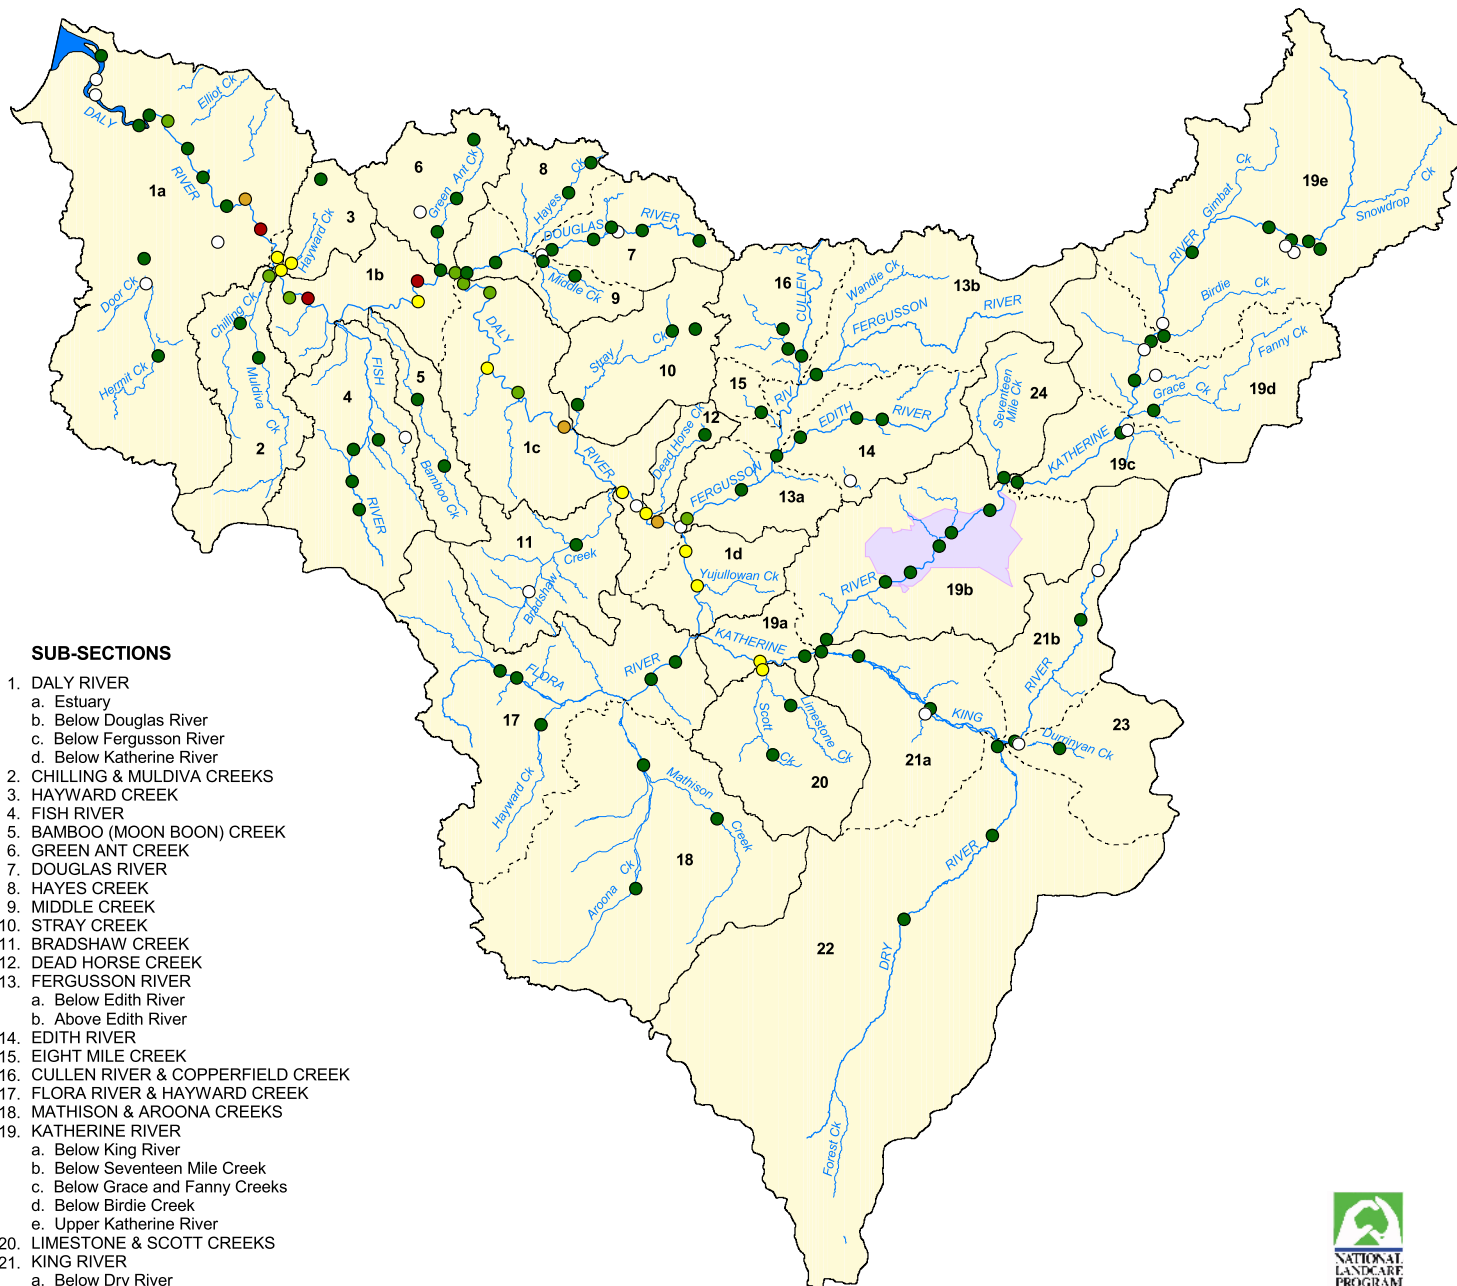 Elliot Ck
DALY
RIVER
1a
Door Ck
Hermit Ck
Chilling Ck
Muldiva
Ck
2
3
Hayward Ck
1b
6
Green Ant Ck
8
Hayes
Ck
DOUGLAS
RIVER
7
Middle Ck
9
4
FISH
RIVER
5
Bamboo Ck
DALY
1c
RIVER
Stray
Ck
10
12
Dead Horse Ck
16
CULLEN R
Wandie Ck
13b
FERGUSSON
RIVER
15
RIV
EDITH
RIVER
14
FERGUSSON
13a
24
Seventeen
Mile Ck
Ck
Gimbat
RIVER
19e
Snowdrop
Ck
Birdie
Ck
Fanny Ck
Grace
Ck
19d
KATHERINE
19c
11
Creek
Bradshaw
1d
Yujullowan Ck
RIVER
19b
19a
KATHERINE
21b
RIVER
FLORA
RIVER
17
Hayward Ck
Scott
Ck
Limestone
Ck
20
KING
21a
Durrinyan Ck
23
Mathison
Creek
18
Aroona
Ck
RIVER
DRY
22
Forest Ck
SUB-SECTIONS
1. DALY RIVER
a. Estuary
b. Below Douglas River
c. Below Fergusson River
d. Below Katherine River
2. CHILLING & MULDIVA CREEKS
3. HAYWARD CREEK
4. FISH RIVER
5. BAMBOO (MOON BOON) CREEK
6. GREEN ANT CREEK
7. DOUGLAS RIVER
8. HAYES CREEK
9. MIDDLE CREEK
10. STRAY CREEK
11. BRADSHAW CREEK
12. DEAD HORSE CREEK
13. FERGUSSON RIVER
a. Below Edith River
b. Above Edith River
14. EDITH RIVER
15. EIGHT MILE CREEK
16. CULLEN RIVER & COPPERFIELD CREEK
17. FLORA RIVER & HAYWARD CREEK
18. MATHISON & AROONA CREEKS
19. KATHERINE RIVER
a. Below King River
b. Below Seventeen Mile Creek
c. Below Grace and Fanny Creeks
d. Below Birdie Creek
e. Upper Katherine River
20. LIMESTONE & SCOTT CREEKS
21. KING RIVER
a. Below Dry River
NATIONAL
LANDCARE
PROGRAM